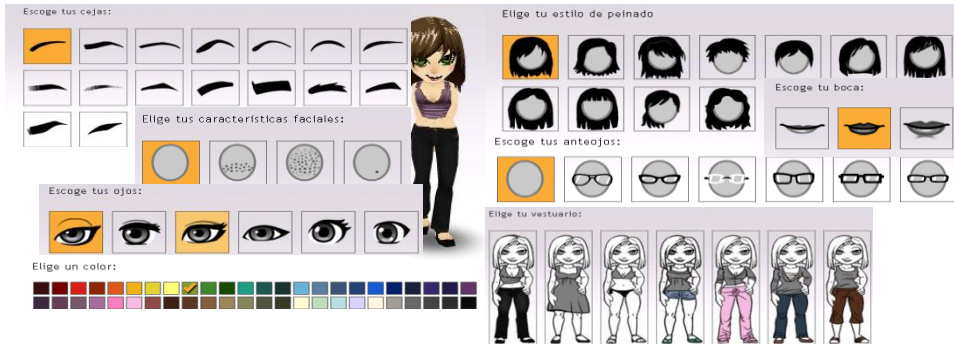 Escoge tus cejas:
Elige tus características faciales:
Escoge tus ojos:
Elige un color:
Elige tu estilo de peinado
Escoge tu boca:
Escoge tus anteojos:
Elige tu vestuario: